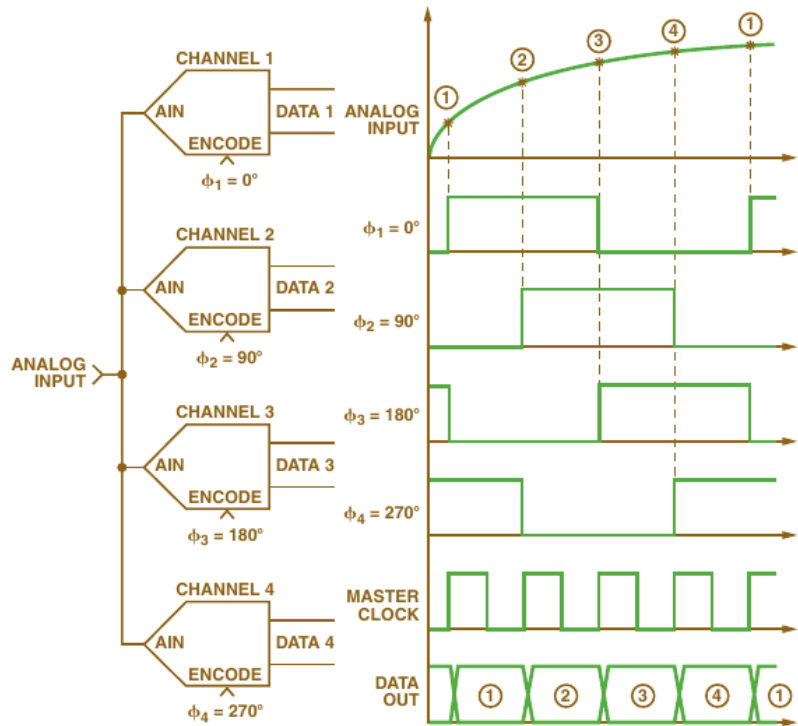 CHANNEL 1
AIN
DATA 1
ENCODE
ϕ1 = 0°
CHANNEL 2
AIN
DATA 2
ENCODE
ϕ2 = 90°
ANALOG
INPUT
CHANNEL 3
AIN
DATA 3
ENCODE
ϕ3 = 180°
CHANNEL 4
AIN
DATA 4
ENCODE
ϕ4 = 270°
① ② ③ ④ ①
ANALOG
INPUT
ϕ1 = 0°
ϕ2 = 90°
ϕ3 = 180°
ϕ4 = 270°
MASTER
CLOCK
DATA
OUT
① ② ③ ④ ①